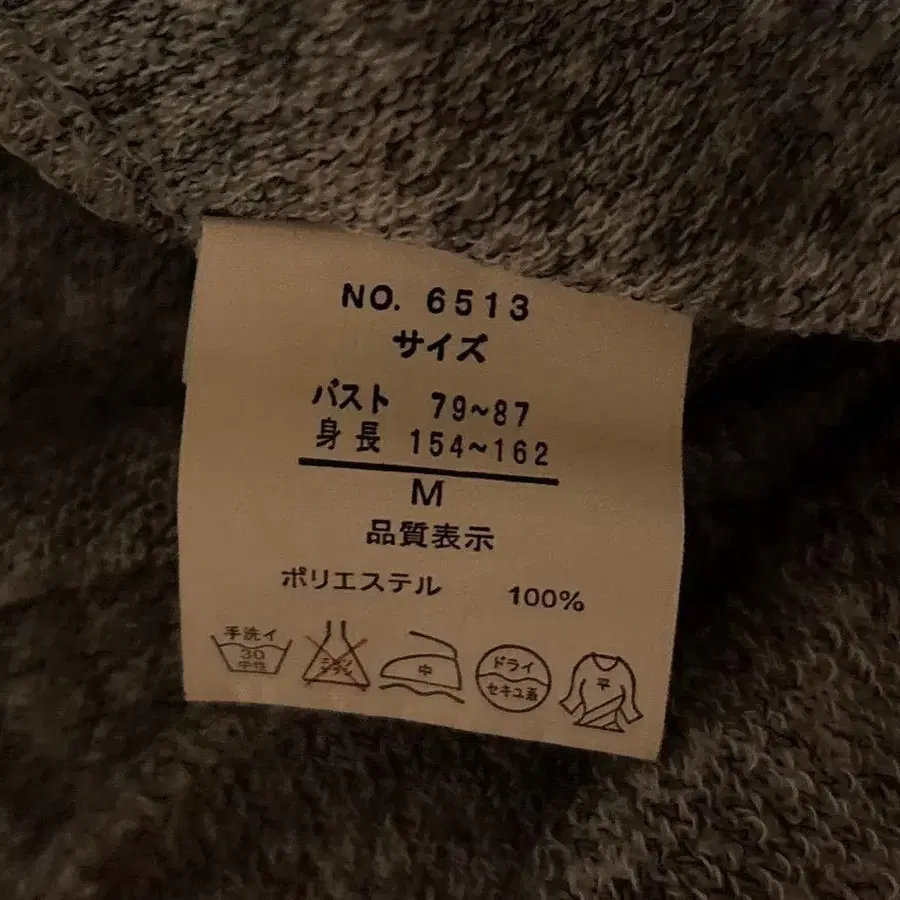 NO. 6513
サイズ
バスト 79~87
身長 154~162
M
品質表示
ポリエステル 100%
手洗イ 30 中性
中
ドライ セキユ系
平